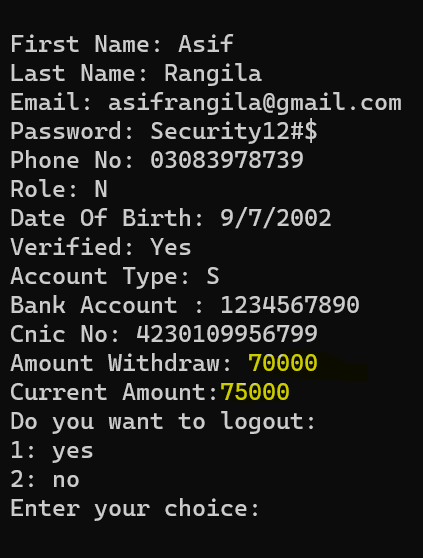 First Name: Asif
Last Name: Rangila
Email: asifrangila@gmail.com
Password: Security12#$
Phone No: 03083978739
Role: N
Date Of Birth: 9/7/2002
Verified: Yes
Account Type: S
Bank Account : 1234567890
Cnic No: 4230109956799
Amount Withdraw: 70000
Current Amount:75000
Do you want to logout:
1: yes
2: no
Enter your choice: